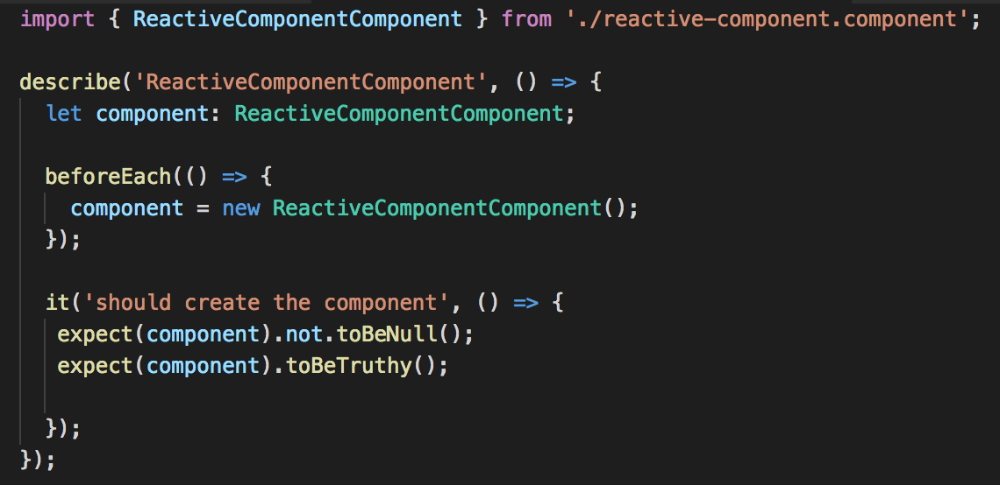 import { ReactiveComponentComponent } from './reactive-component.component';
describe('ReactiveComponentComponent', () => {
let component: ReactiveComponentComponent;
beforeEach(() => {
component = new ReactiveComponentComponent();
});
it('should create the component', () => {
expect(component).not.toBeNull();
expect(component).toBeTruthy();
});
});